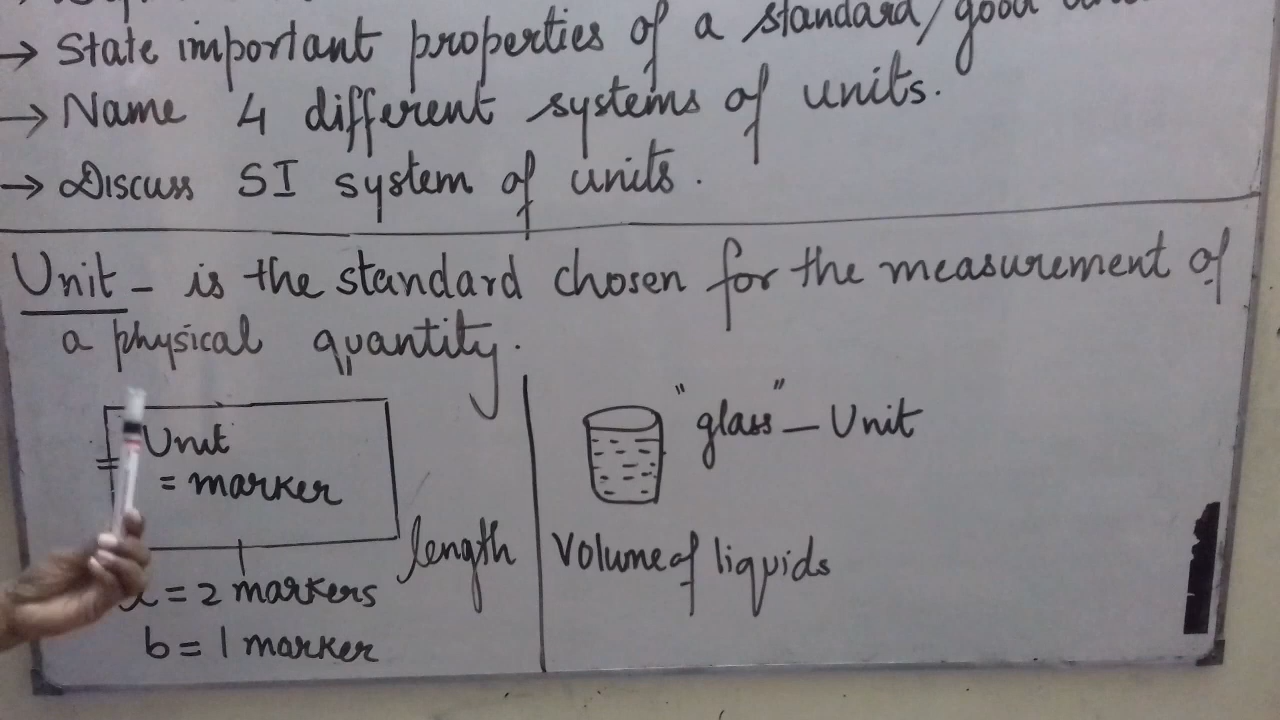 → State important properties of a standard/good
→ Name 4 different systems of units.
→ Discuss SI system of units.
Unit - is the standard chosen for the measurement of
a physical quantity.
Unit
= marker
= 2 markers
b = 1 marker
length
"glass" - Unit
Volume of liquids